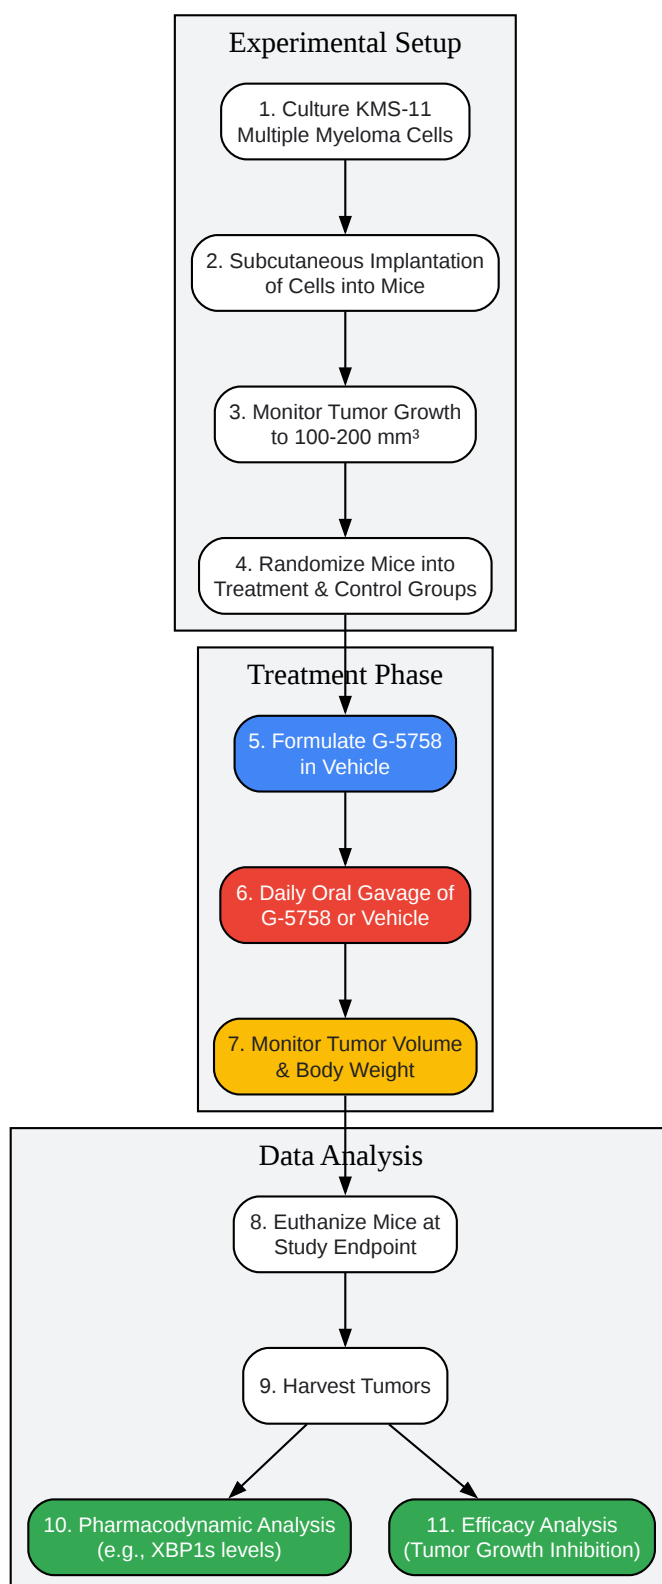 Experimental Setup
1. Culture KMS-11
Multiple Myeloma Cells
2. Subcutaneous Implantation
of Cells into Mice
3. Monitor Tumor Growth
to 100-200 mm³
4. Randomize Mice into
Treatment & Control Groups
Treatment Phase
5. Formulate G-5758
in Vehicle
6. Daily Oral Gavage of
G-5758 or Vehicle
7. Monitor Tumor Volume
& Body Weight
Data Analysis
8. Euthanize Mice at
Study Endpoint
9. Harvest Tumors
10. Pharmacodynamic Analysis
(e.g., XBP1s levels)
11. Efficacy Analysis
(Tumor Growth Inhibition)